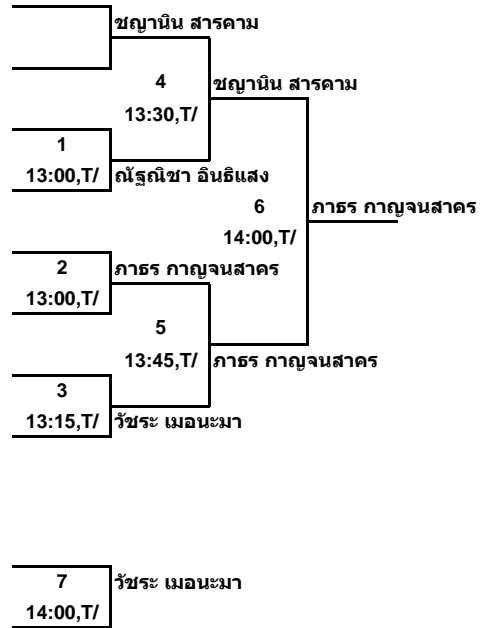 ชญานิน สารคาม
4 ชญานิน สารคาม
13:30,T/
1
13:00,T/ ณัฐณิชา อินธิแสง
6 ภาธร กาญจนสาคร
14:00,T/
2 ภาธร กาญจนสาคร
13:00,T/
5
13:45,T/ ภาธร กาญจนสาคร
3
13:15,T/ วัชระ เมอนะมา
7 วัชระ เมอนะมา
14:00,T/